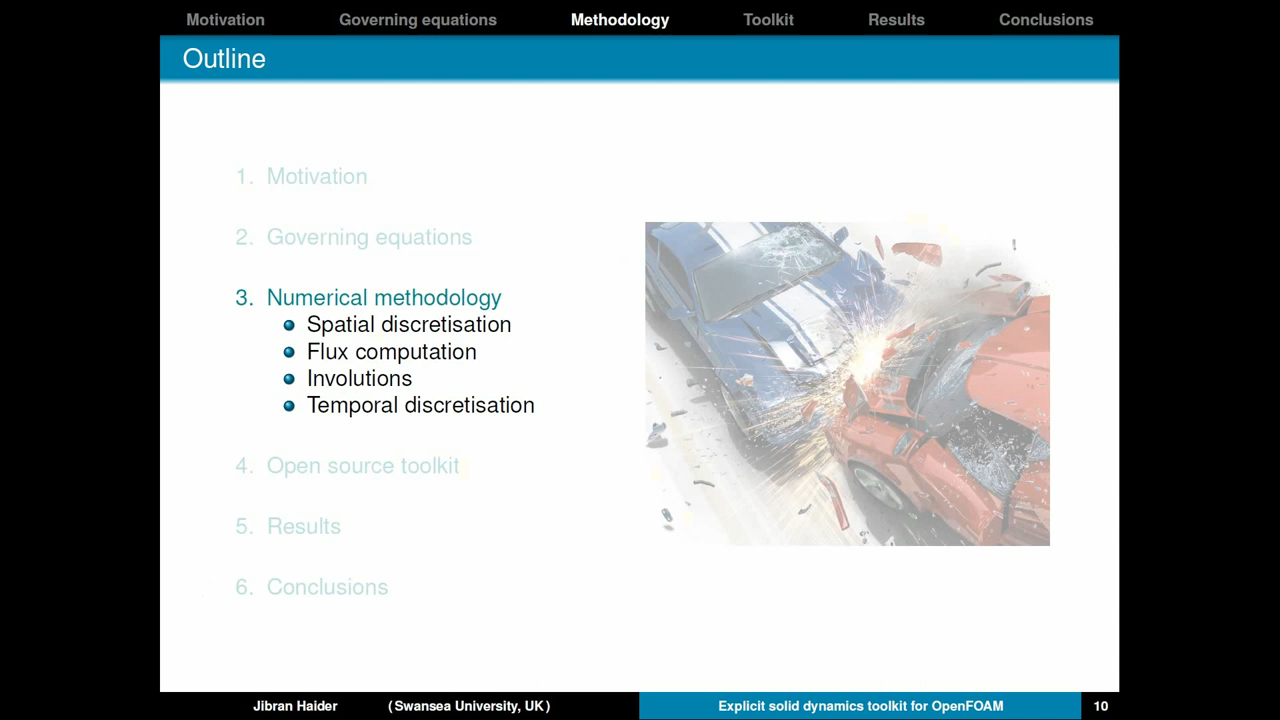 Motivation Governing equations Methodology Toolkit Results Conclusions
Outline
1. Motivation
2. Governing equations
3. Numerical methodology
Spatial discretisation
Flux computation
Involutions
Temporal discretisation
4. Open source toolkit
5. Results
6. Conclusions
Jibran Haider (Swansea University, UK) Explicit solid dynamics toolkit for OpenFOAM 10